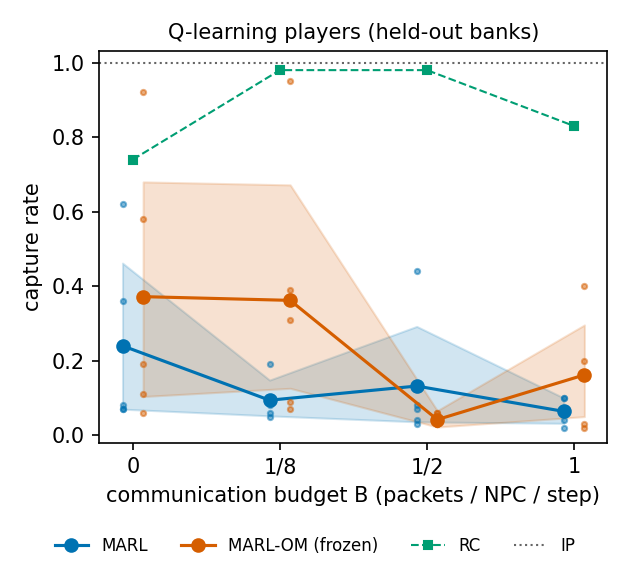 Q-learning players (held-out banks)
1.0
0.8
0.6
0.4
0.2
0.0
capture rate
0 1/8 1/2 1
communication budget B (packets / NPC / step)
MARL MARL-OM (frozen) RC IP